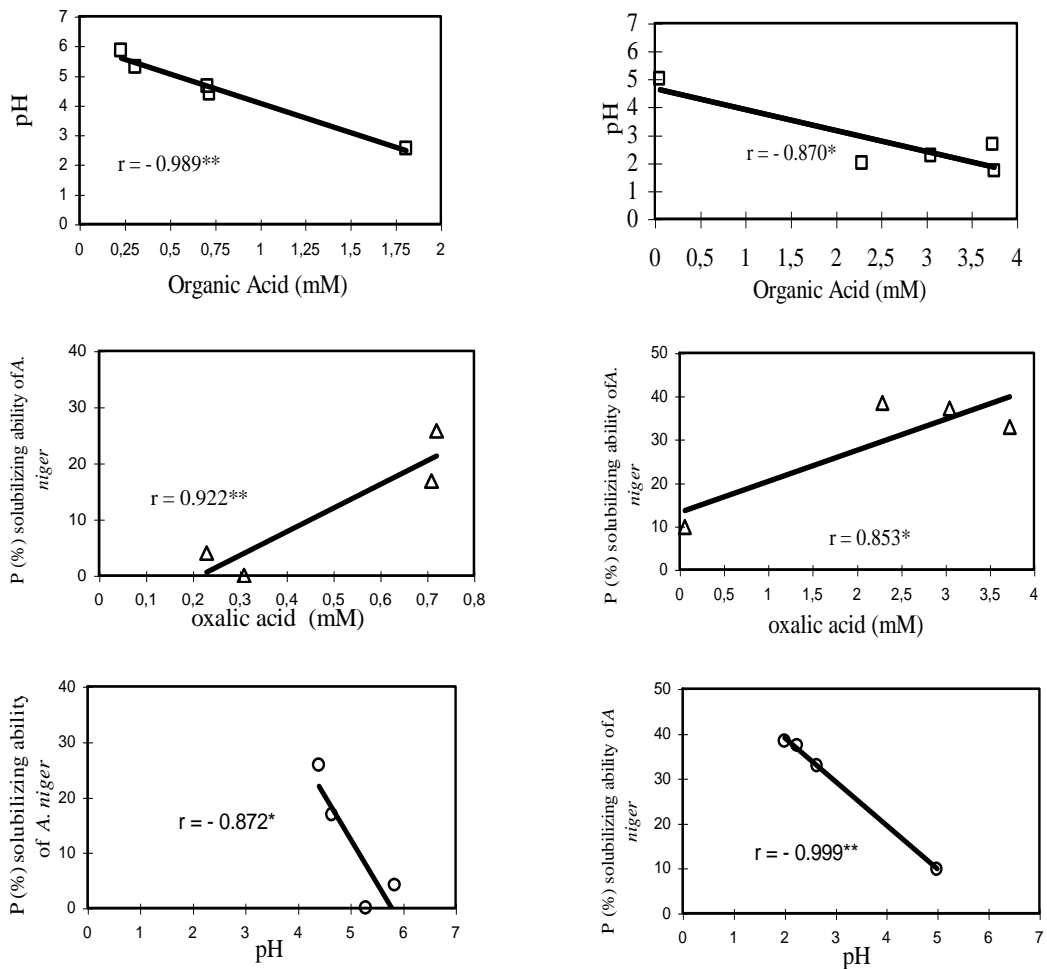 7
6
5
4
3
2
1
0
pH
r = - 0.989**
0 0,25 0,5 0,75 1 1,25 1,5 1,75 2
Organic Acid (mM)
7
6
5
4
3
2
1
0
pH
r = - 0.870*
0 0,5 1 1,5 2 2,5 3 3,5 4
Organic Acid (mM)
40
30
20
10
0
P (%) solubilizing ability of A.
niger
r = 0.922**
0 0,1 0,2 0,3 0,4 0,5 0,6 0,7 0,8
oxalic acid (mM)
50
40
30
20
10
0
P (%) solubilizing ability of A.
niger
r = 0.853*
0 0,5 1 1,5 2 2,5 3 3,5 4
oxalic acid (mM)
40
30
20
10
0
P (%) solubilizing ability
of A. niger
r = - 0.872*
0 1 2 3 4 5 6 7
pH
50
40
30
20
10
0
P (%) solubilizing ability of A
niger
r = - 0.999**
0 1 2 3 4 5 6 7
pH